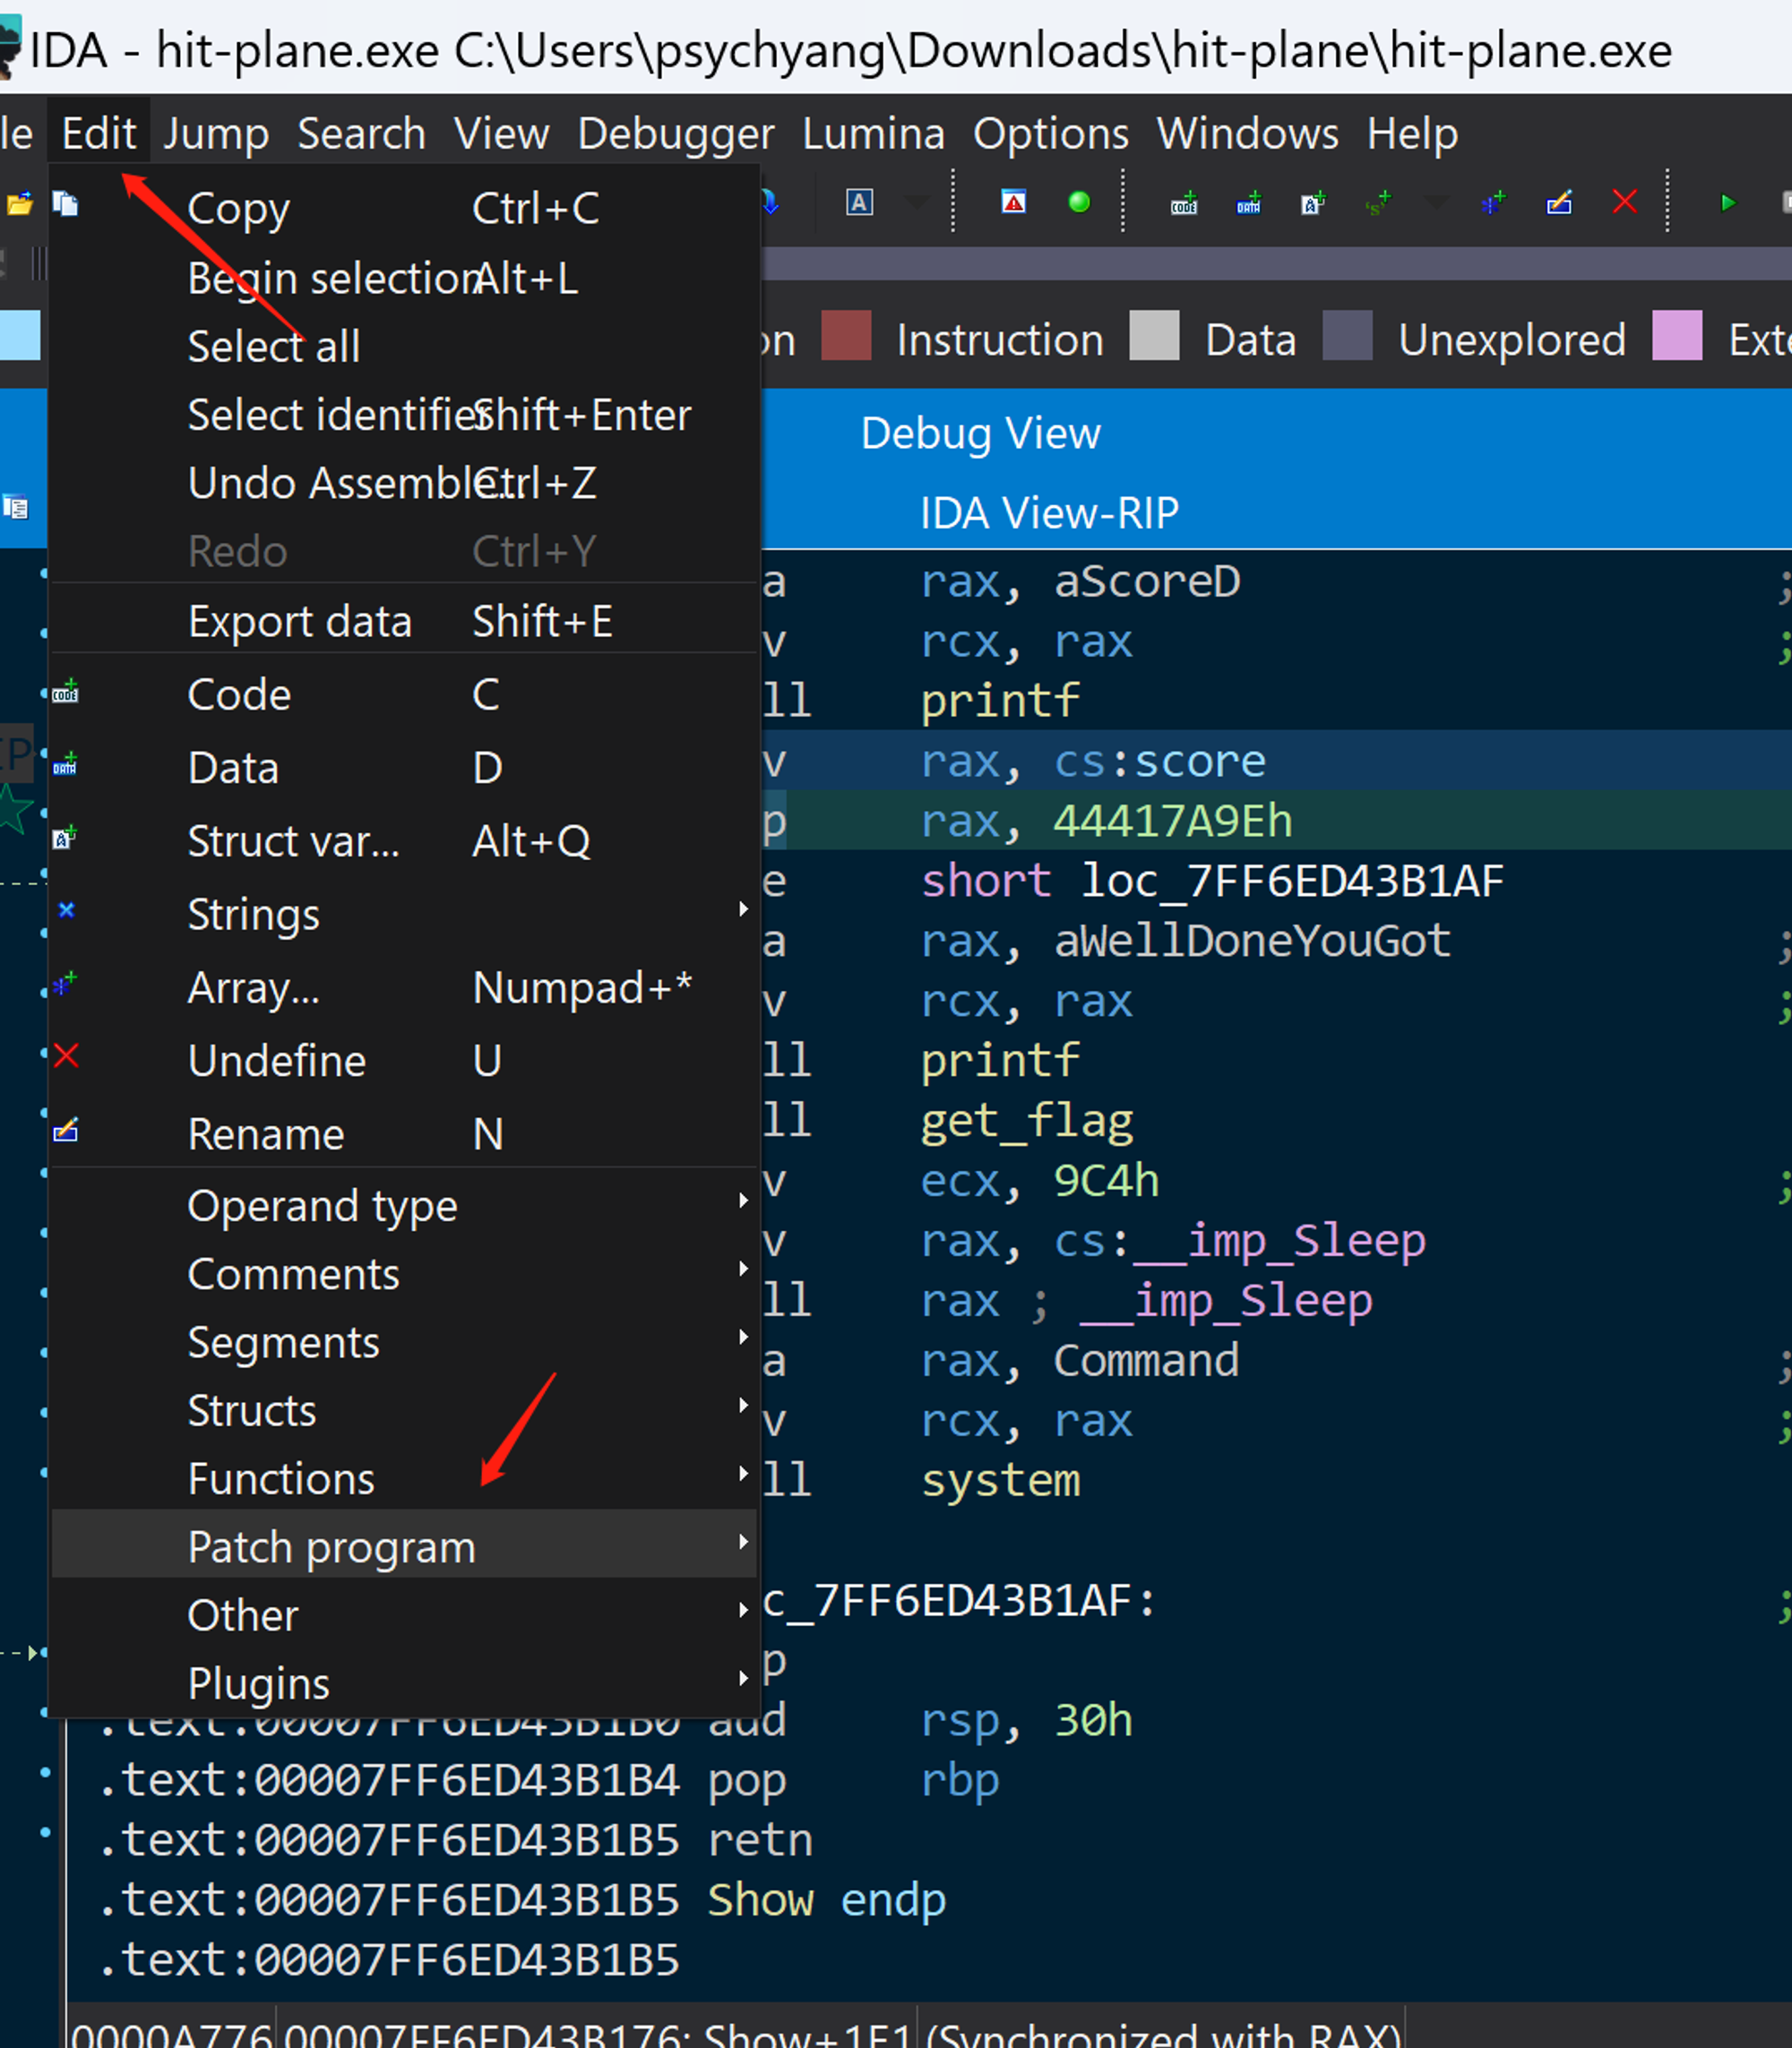 IDA - hit-plane.exe C:\Users\psychyang\Downloads\hit-plane\hit-plane.exe
le Edit Jump Search View Debugger Lumina Options Windows Help
Copy Ctrl+C
Begin selection Alt+L
Select all
on Instruction Data Unexplored Exte
Select identifier Shift+Enter
Debug View
Undo Assemble... Ctrl+Z
IDA View-RIP
Redo Ctrl+Y
a rax, aScoreD ;
Export data Shift+E
v rcx, rax ;
Code C
ll printf
IP
Data D
v rax, cs:score
Struct var... Alt+Q
p rax, 44417A9Eh
e short loc_7FF6ED43B1AF
Strings
a rax, aWellDoneYouGot ;
Array... Numpad+*
v rcx, rax ;
Undefine U
ll printf
Rename N
ll get_flag
Operand type
v ecx, 9C4h ;
v rax, cs:__imp_Sleep
Comments
ll rax ; __imp_Sleep
Segments
a rax, Command ;
Structs
v rcx, rax ;
Functions
ll system
Patch program
c_7FF6ED43B1AF: ;
Other
p
Plugins
.text:00007FF6ED43B1B0 add rsp, 30h
.text:00007FF6ED43B1B4 pop rbp
.text:00007FF6ED43B1B5 retn
.text:00007FF6ED43B1B5 Show endp
.text:00007FF6ED43B1B5
0000A776 00007FF6ED43B176: Show+1E1 (Synchronized with RAX)